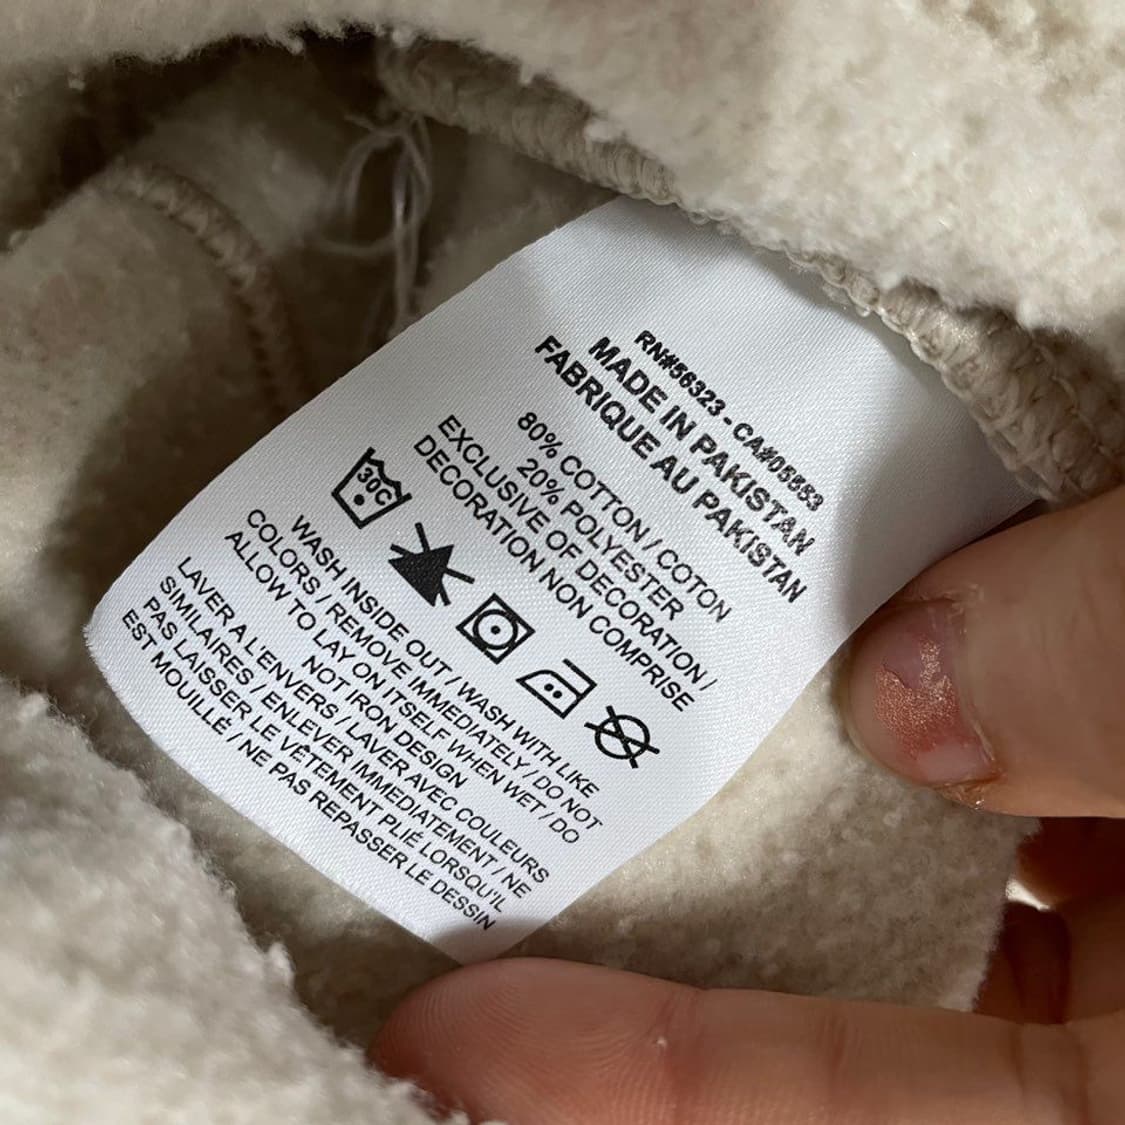 RN#56323 - CA#05553
MADE IN PAKISTAN
FABRIQUE AU PAKISTAN
80% COTTON / COTON
20% POLYESTER
EXCLUSIVE OF DECORATION /
DECORATION NON COMPRISE
30C
WASH INSIDE OUT / WASH WITH LIKE
COLORS / REMOVE IMMEDIATELY / DO NOT
ALLOW TO LAY ON ITSELF WHEN WET / DO
NOT IRON DESIGN
LAVER A L'ENVERS / LAVER AVEC COULEURS
SIMILAIRES / ENLEVER IMMEDIATEMENT / NE
PAS LAISSER LE VÊTEMENT PLIÉ LORSQU'IL
EST MOUILLÉ / NE PAS REPASSER LE DESSIN